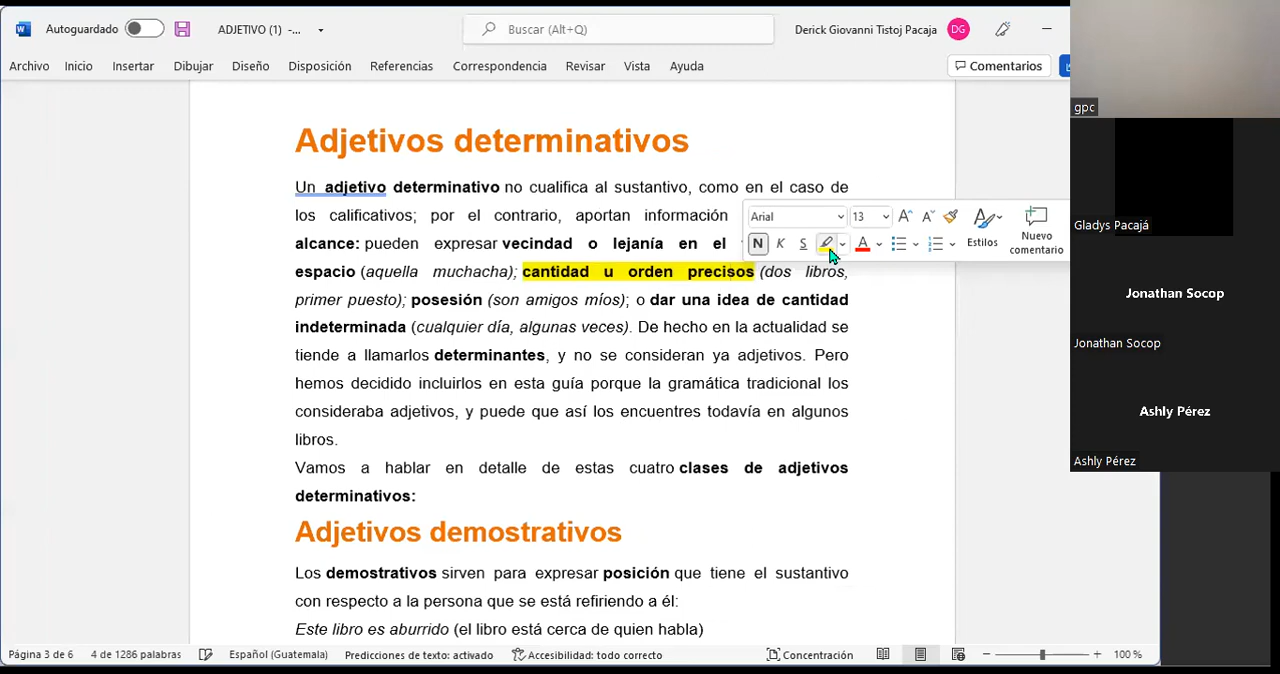 Autoguardado
ADJETIVO (1) -...
Buscar (Alt+Q)
Derick Giovanni Tistoj Pacaja
DG
Archivo Inicio Insertar Dibujar Diseño Disposición Referencias Correspondencia Revisar Vista Ayuda
Comentarios
Adjetivos determinativos
Un adjetivo determinativo no cualifica al sustantivo, como en el caso de
los calificativos; por el contrario, aportan información
alcance: pueden expresar vecindad o lejanía en el
espacio (aquella muchacha); cantidad u orden precisos (dos libros,
primer puesto); posesión (son amigos míos); o dar una idea de cantidad
indeterminada (cualquier día, algunas veces). De hecho en la actualidad se
tiende a llamarlos determinantes, y no se consideran ya adjetivos. Pero
hemos decidido incluirlos en esta guía porque la gramática tradicional los
consideraba adjetivos, y puede que así los encuentres todavía en algunos
libros.
Vamos a hablar en detalle de estas cuatro clases de adjetivos
determinativos:
Adjetivos demostrativos
Los demostrativos sirven para expresar posición que tiene el sustantivo
con respecto a la persona que se está refiriendo a él:
Este libro es aburrido (el libro está cerca de quien habla)
Arial 13
N K S A
Estilos
Nuevo
comentario
gpc
Gladys Pacajá
Jonathan Socop
Jonathan Socop
Ashly Pérez
Ashly Pérez
Página 3 de 6 4 de 1286 palabras Español (Guatemala) Predicciones de texto: activado Accesibilidad: todo correcto Concentración 100 %